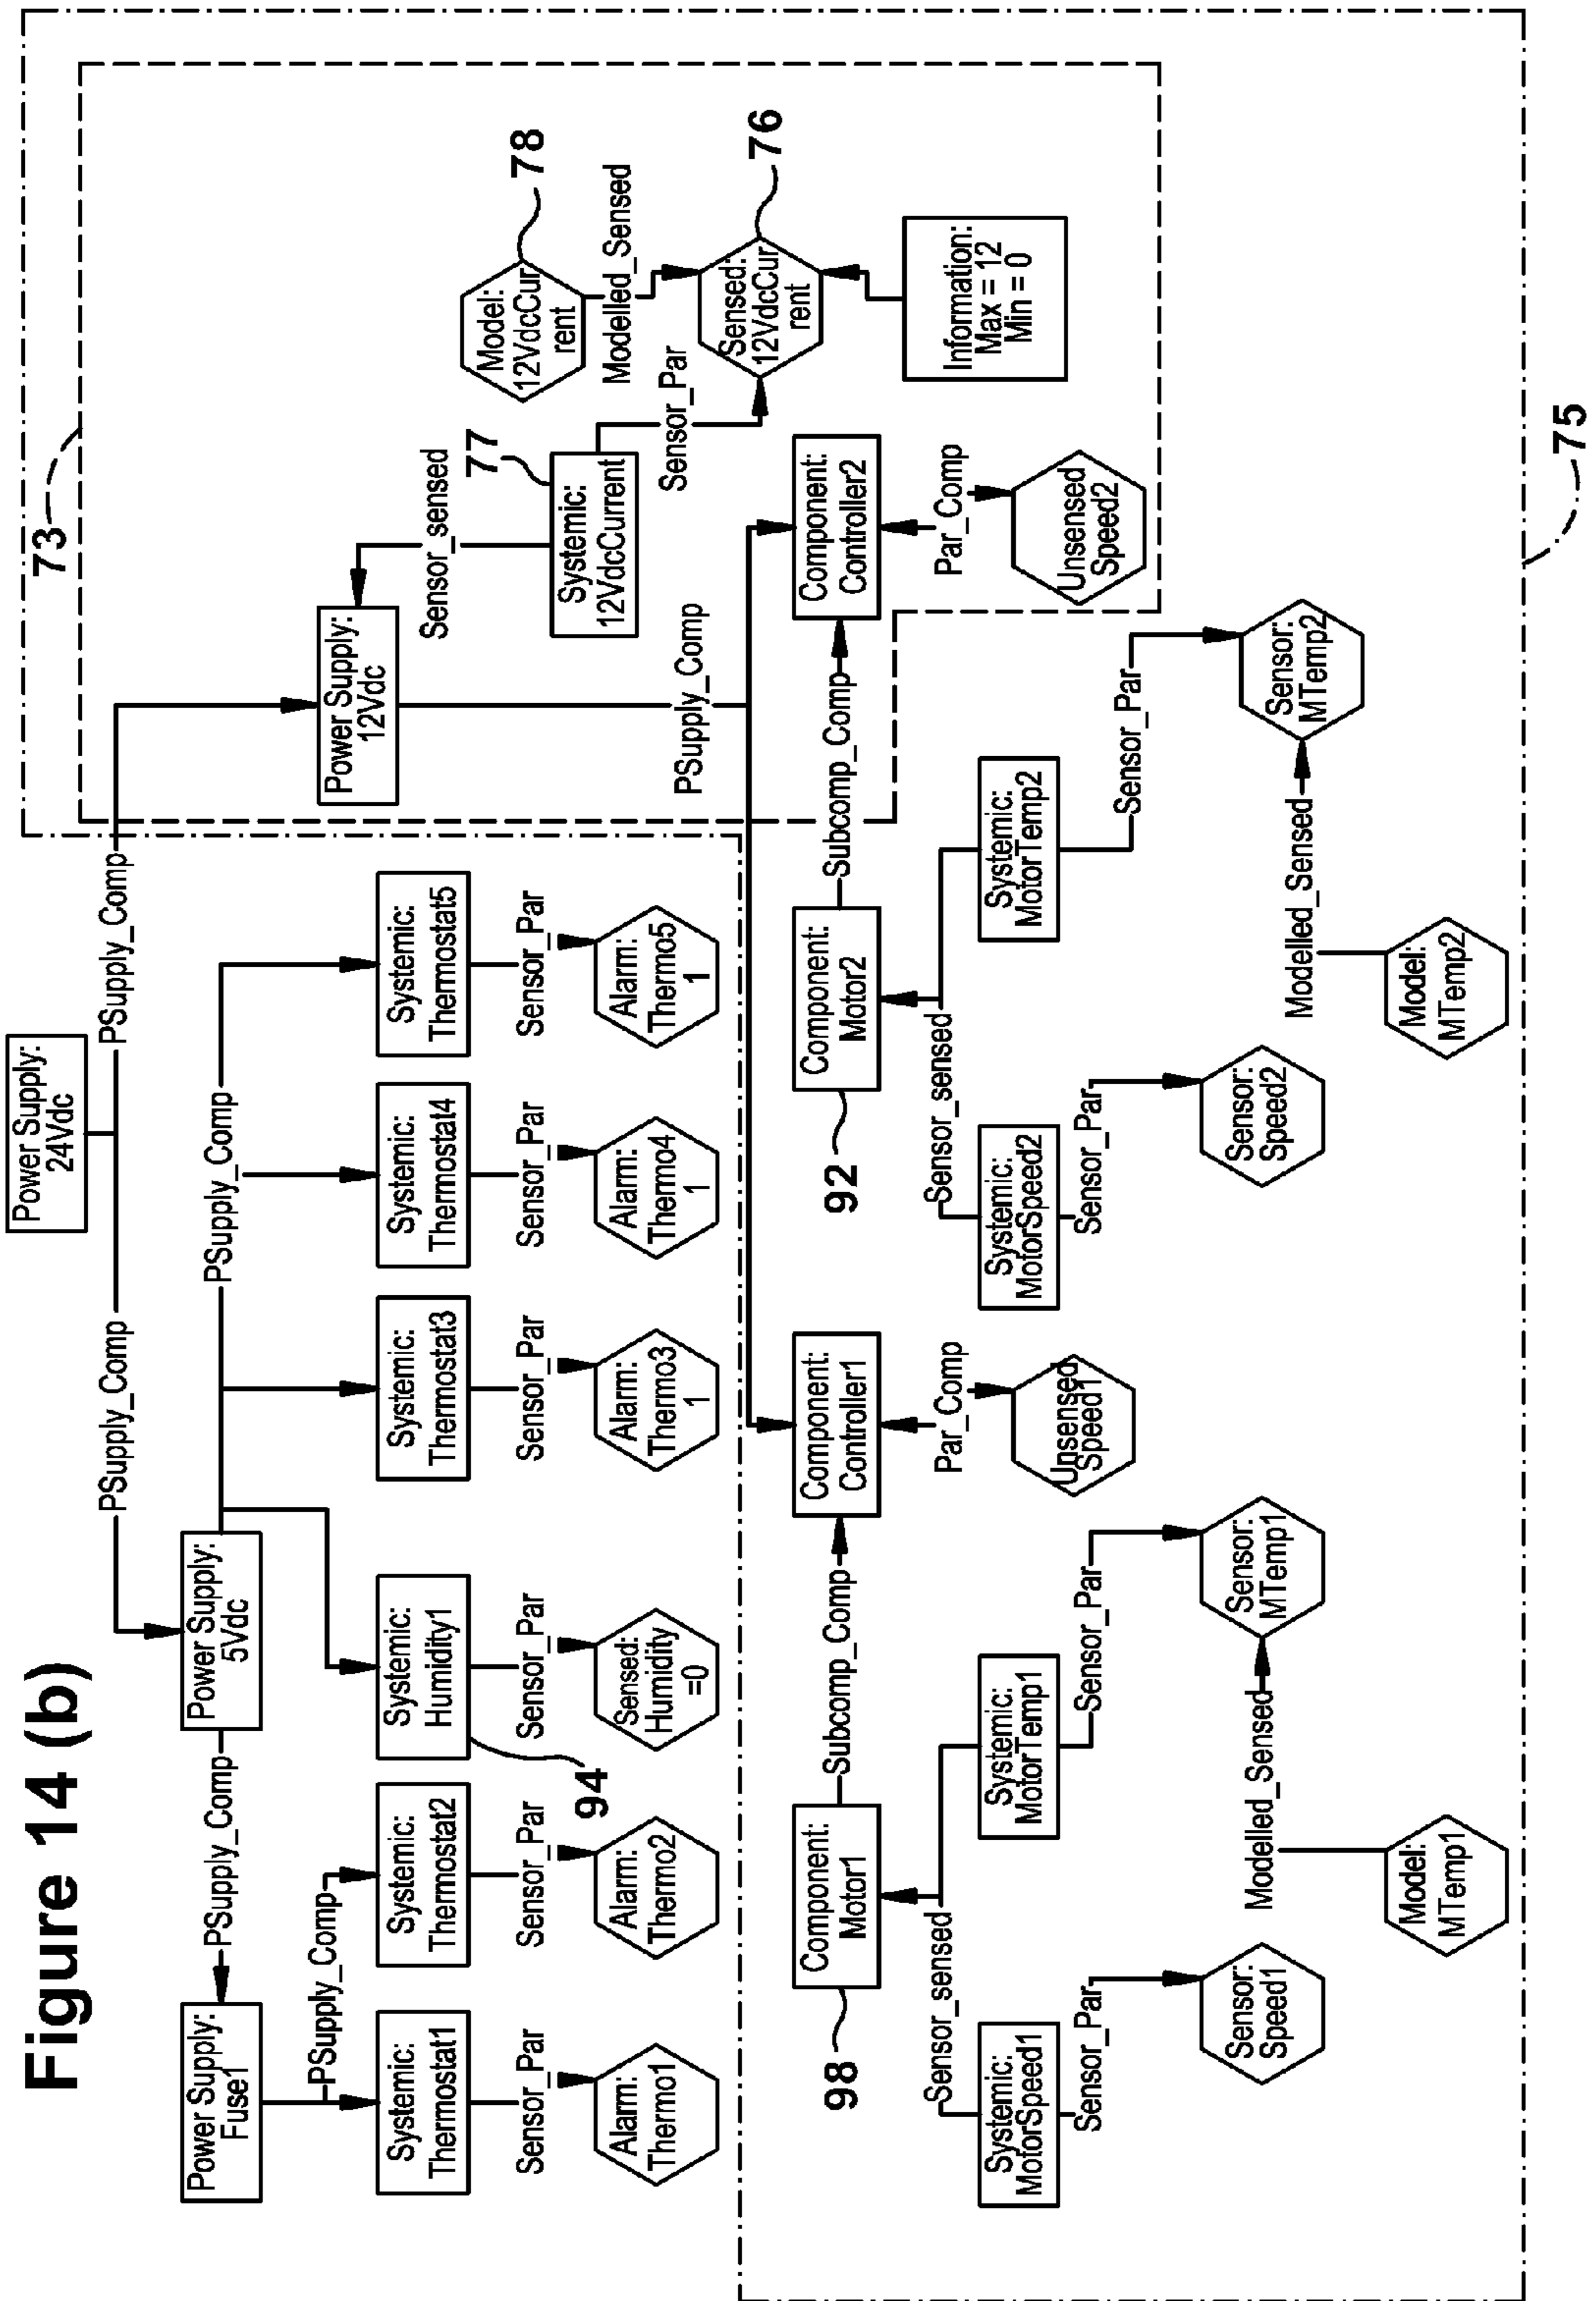 Figure 14 (b)
Power Supply:
24Vdc
PSupply_Comp
PSupply_Comp
Power Supply:
Fuse1
PSupply_Comp
Power Supply:
5Vdc
PSupply_Comp
PSupply_Comp
Systemic:
Thermostat1
Systemic:
Thermostat2
Systemic:
Humidity1
Systemic:
Thermostat3
Systemic:
Thermostat4
Systemic:
Thermostat5
Sensor_Par
Sensor_Par
Sensor_Par
Sensor_Par
Sensor_Par
Sensor_Par
94
Alarm:
Thermo1
Alarm:
Thermo2
Sensed:
Humidity
=0
Alarm:
Thermo3
1
Alarm:
Thermo4
1
Alarm:
Thermo5
1
73
Power Supply:
12Vdc
Sensor_sensed
77
Systemic:
12VdcCurrent
Sensor_Par
Model:
12VdcCur
rent
78
Modelled_Sensed
Sensed:
12VdcCur
rent
76
Information:
Max = 12
Min = 0
PSupply_Comp
98
Component:
Motor1
Subcomp_Comp
Component:
Controller1
92
Component:
Motor2
Subcomp_Comp
Component:
Controller2
Sensor_sensed
Par_Comp
Sensor_sensed
Par_Comp
Systemic:
MotorSpeed1
Systemic:
MotorTemp1
Unsensed
Speed1
Systemic:
MotorSpeed2
Systemic:
MotorTemp2
Unsensed
Speed2
Sensor_Par
Sensor_Par
Sensor_Par
Sensor_Par
Sensor:
Speed1
Modelled_Sensed
Sensor:
MTemp1
Sensor:
Speed2
Modelled_Sensed
Sensor:
MTemp2
Model:
MTemp1
Model:
MTemp2
75